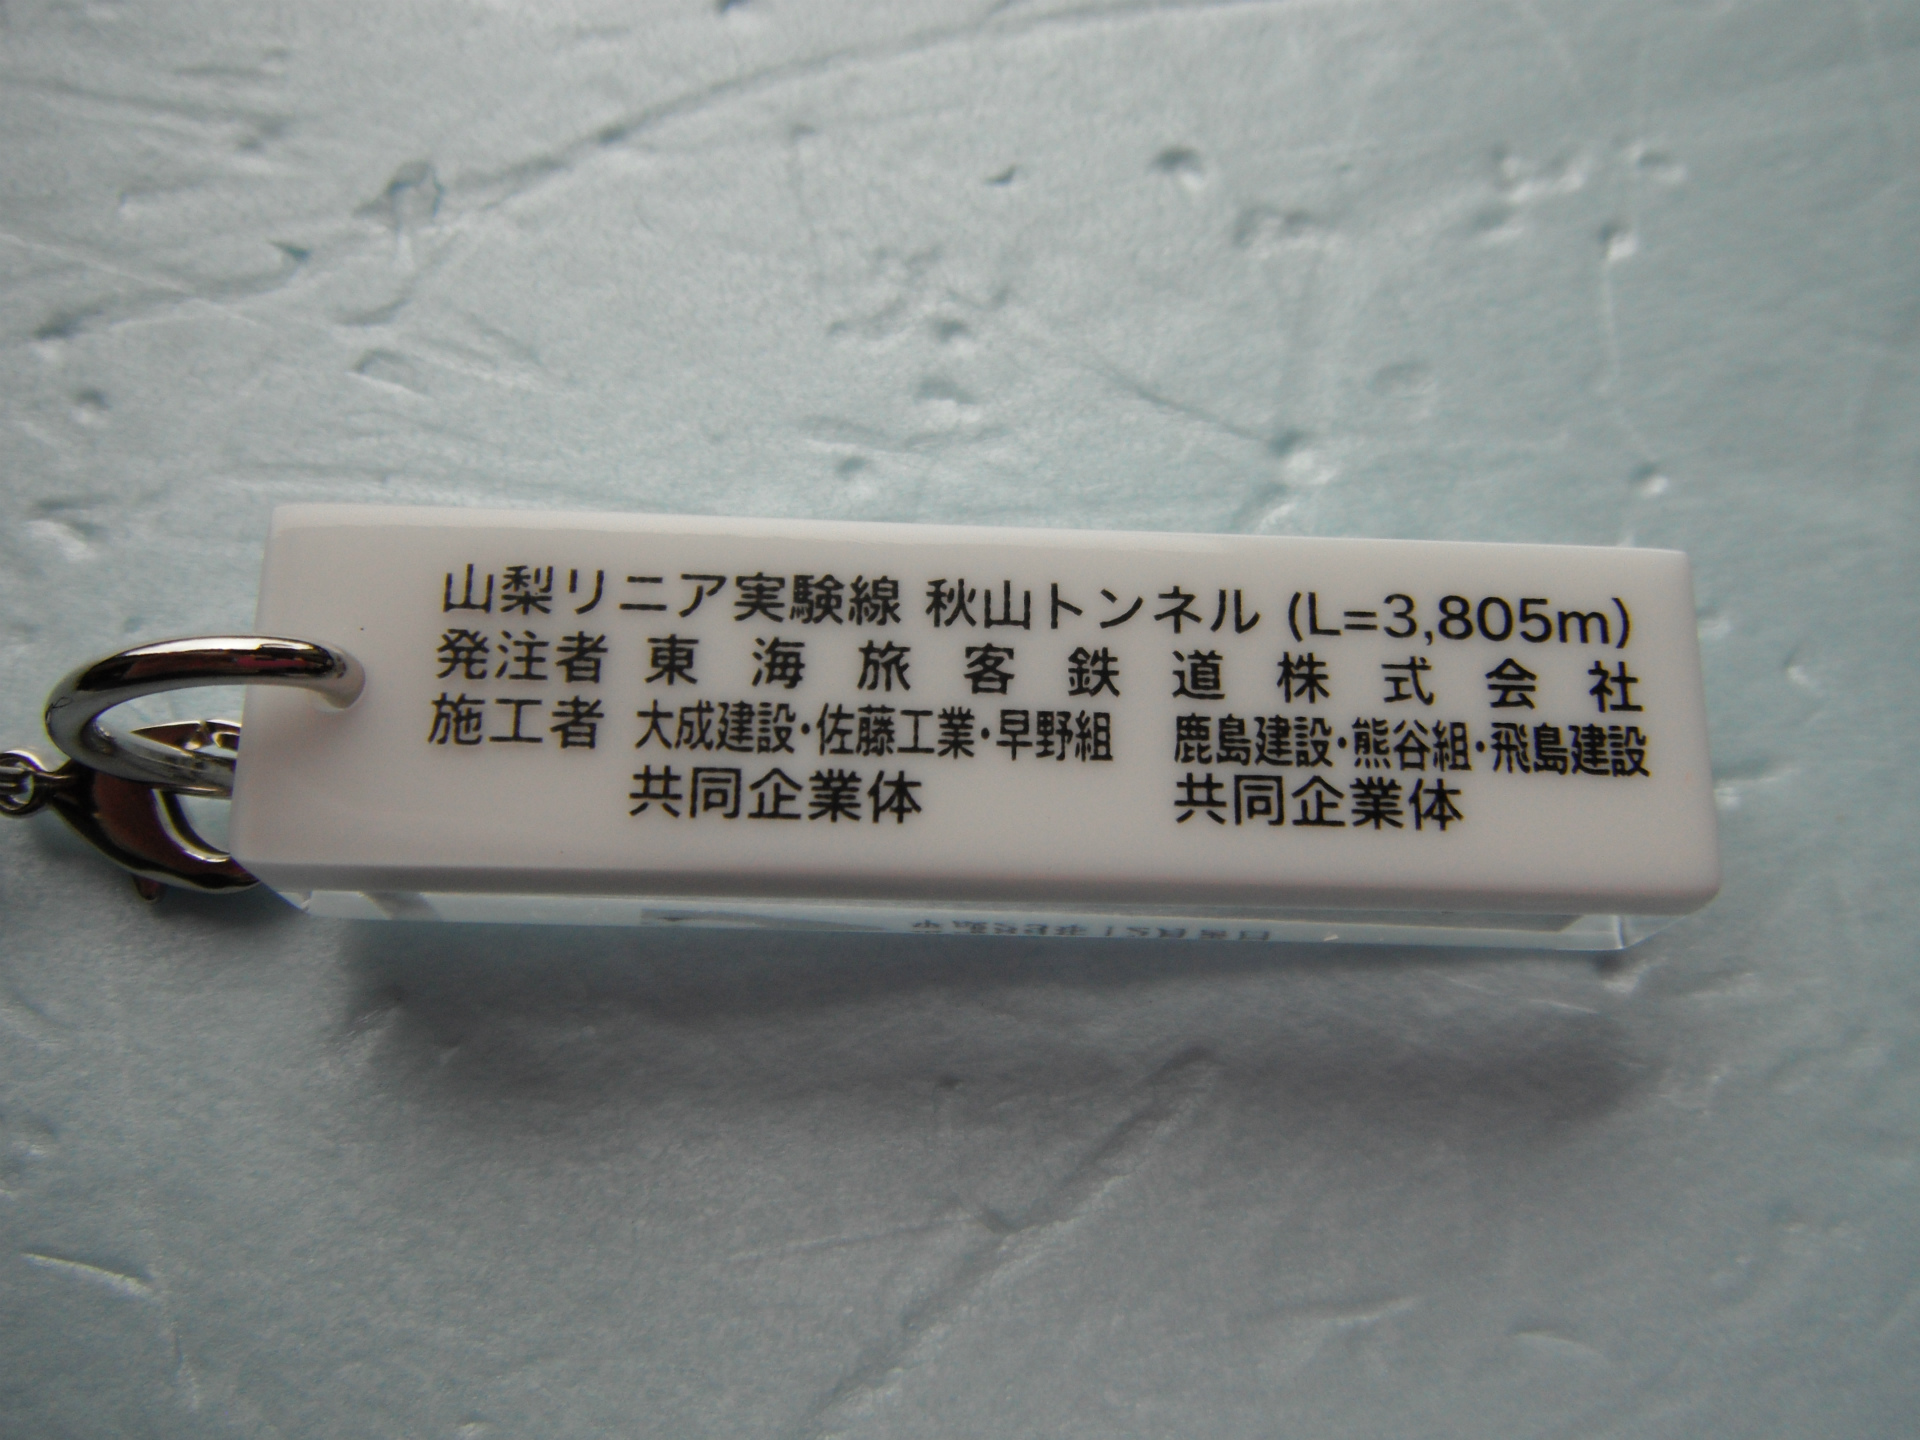 山梨リニア実験線 秋山トンネル (L=3,805m)
発注者 東海旅客鉄道株式会社
施工者 大成建設・佐藤工業・早野組 鹿島建設・熊谷組・飛島建設
共同企業体 共同企業体